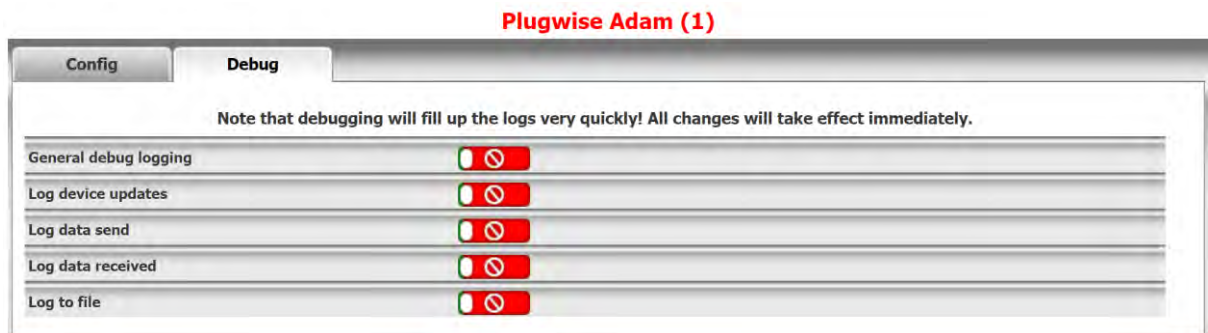 Plugwise Adam (1)
Config
Debug
Note that debugging will fill up the logs very quickly! All changes will take effect immediately.
General debug logging
Log device updates
Log data send
Log data received
Log to file